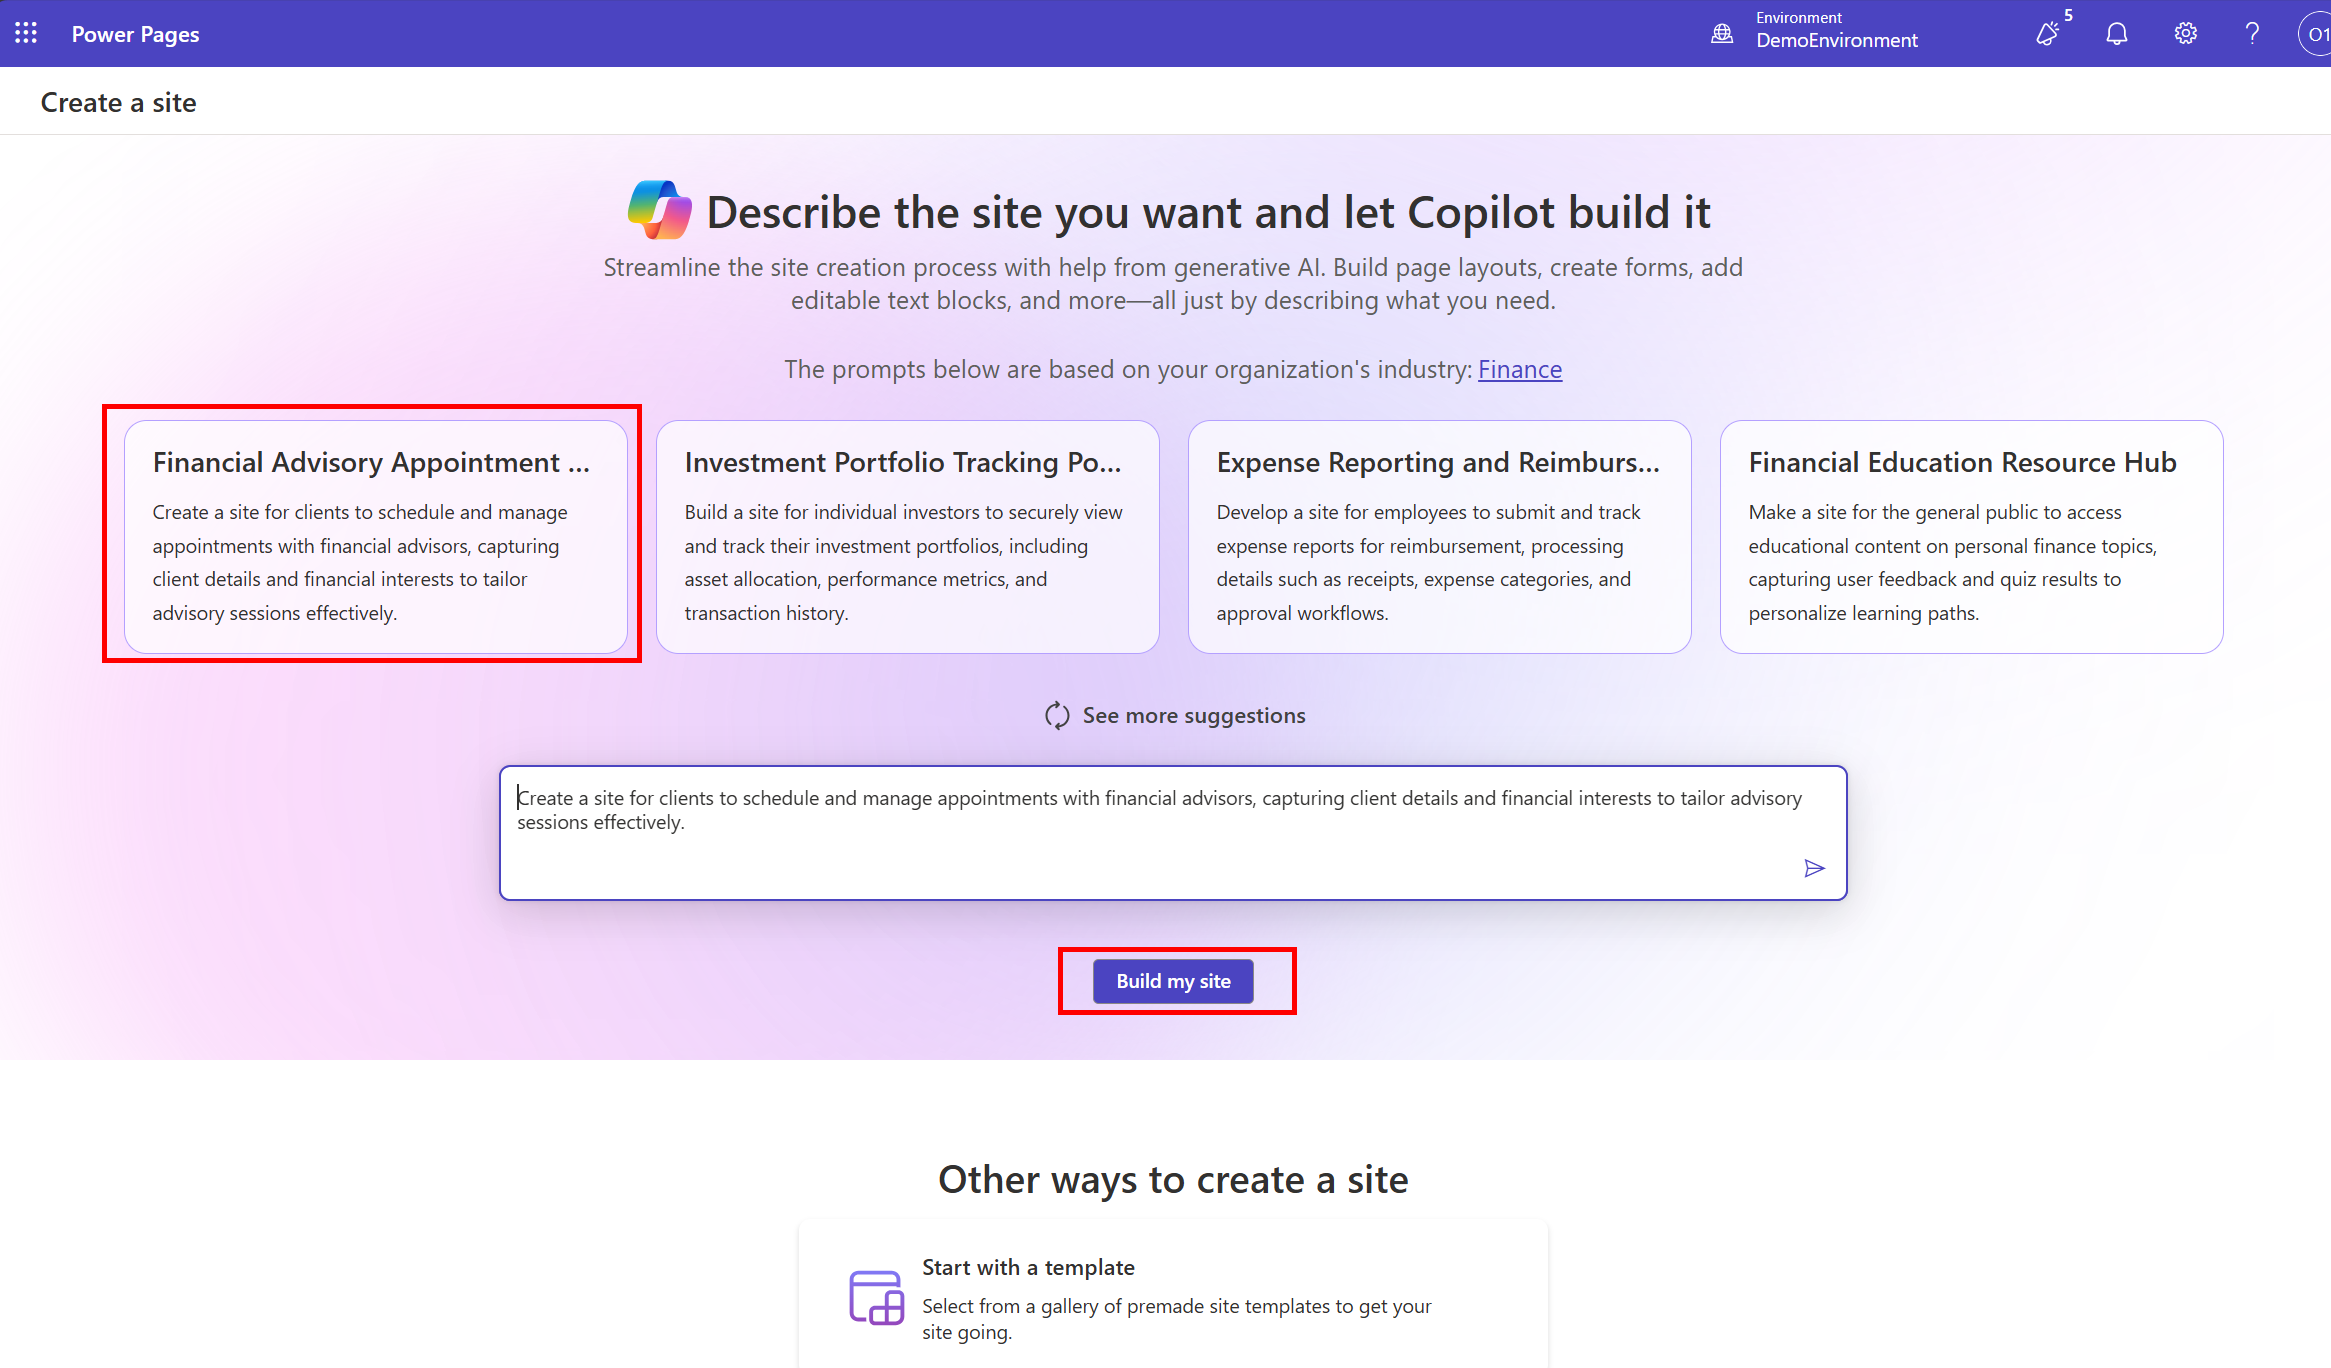 Power Pages
Environment
DemoEnvironment
5
?
O1
Create a site
Describe the site you want and let Copilot build it
Streamline the site creation process with help from generative AI. Build page layouts, create forms, add
editable text blocks, and more—all just by describing what you need.
The prompts below are based on your organization's industry: Finance
Financial Advisory Appointment ...
Create a site for clients to schedule and manage
appointments with financial advisors, capturing
client details and financial interests to tailor
advisory sessions effectively.
Investment Portfolio Tracking Po...
Build a site for individual investors to securely view
and track their investment portfolios, including
asset allocation, performance metrics, and
transaction history.
Expense Reporting and Reimburs...
Develop a site for employees to submit and track
expense reports for reimbursement, processing
details such as receipts, expense categories, and
approval workflows.
Financial Education Resource Hub
Make a site for the general public to access
educational content on personal finance topics,
capturing user feedback and quiz results to
personalize learning paths.
See more suggestions
Create a site for clients to schedule and manage appointments with financial advisors, capturing client details and financial interests to tailor advisory
sessions effectively.
Build my site
Other ways to create a site
Start with a template
Select from a gallery of premade site templates to get your
site going.